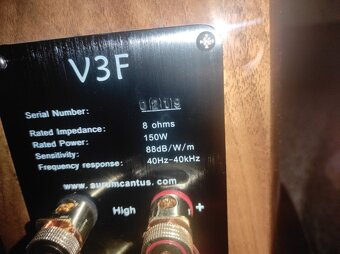 V3F
Serial Number: 0219
Rated Impedance: 8 ohms
Rated Power: 150W
Sensitivity: 88dB/W/m
Frequency response: 40Hz-40kHz
www.aurumcantus.com
High +